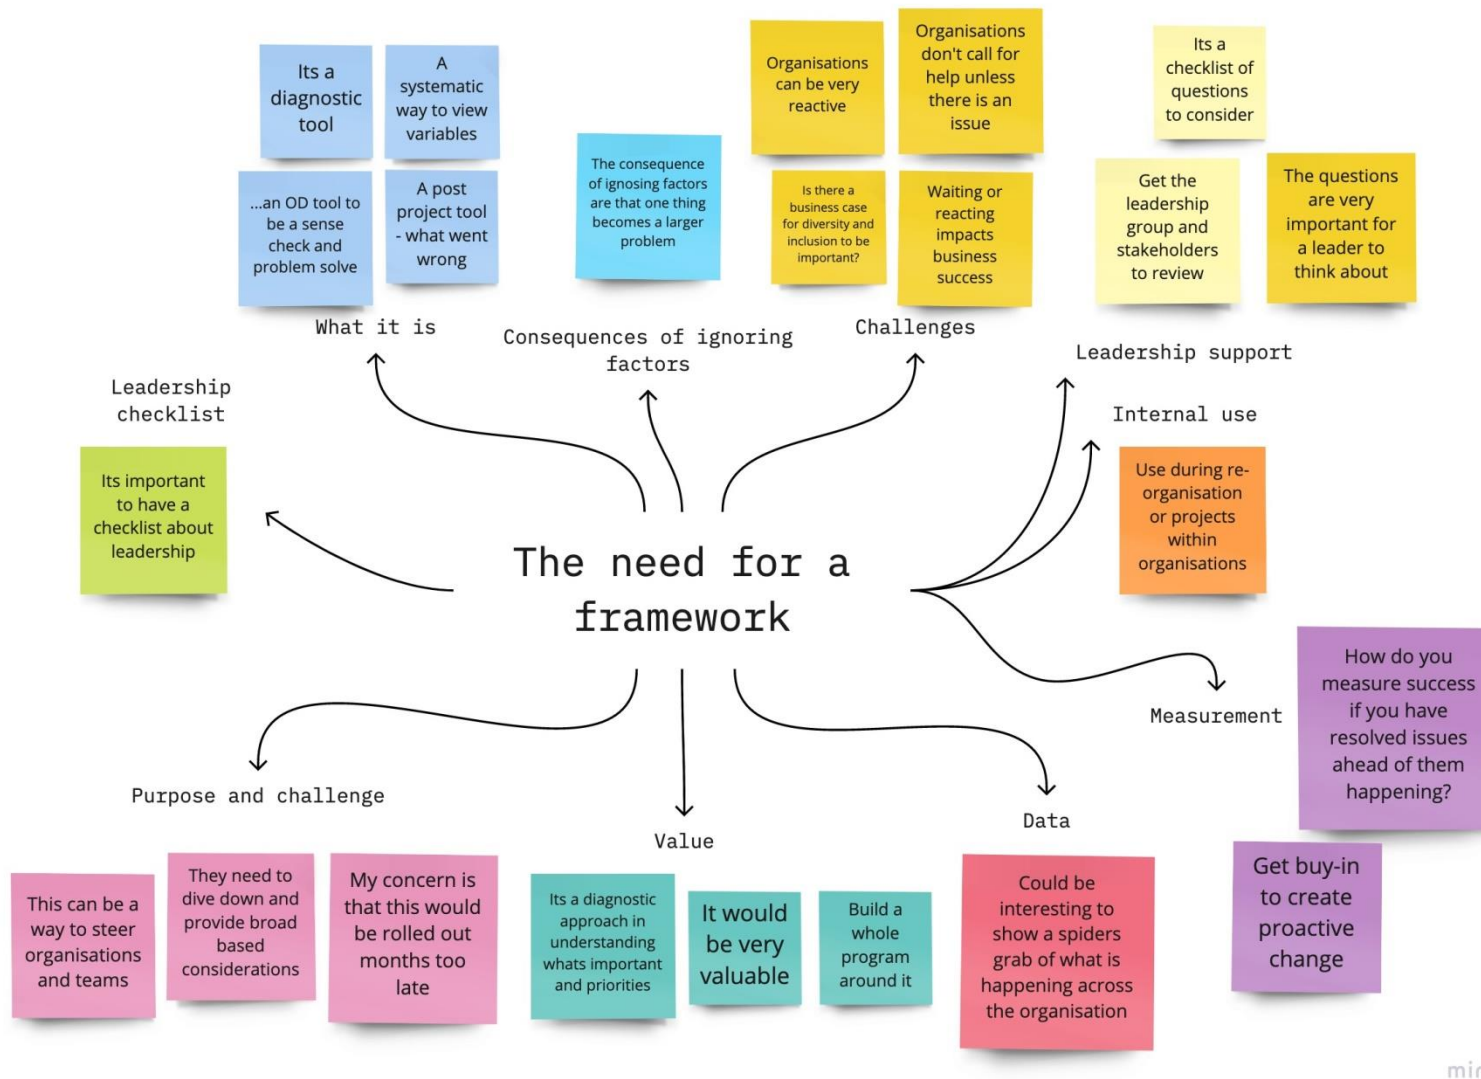 Its a
diagnostic
tool
A
systematic
way to view
variables
...an OD tool to
be a sense
check and
problem solve
A post
project tool
- what went
wrong
What it is
The consequence
of ignosing factors
are that one thing
becomes a larger
problem
Consequences of ignoring
factors
Organisations
can be very
reactive
Organisations
don't call for
help unless
there is an
issue
Is there a
business case
for diversity and
inclusion to be
important?
Waiting or
reacting
impacts
business
success
Challenges
Its a
checklist of
questions
to consider
Get the
leadership
group and
stakeholders
to review
The questions
are very
important for
a leader to
think about
Leadership support
Internal use
Use during re-
organisation
or projects
within
organisations
Leadership
checklist
Its important
to have a
checklist about
leadership
The need for a
framework
Measurement
How do you
measure success
if you have
resolved issues
ahead of them
happening?
Get buy-in
to create
proactive
change
Purpose and challenge
This can be a
way to steer
organisations
and teams
They need to
dive down and
provide broad
based
considerations
My concern is
that this would
be rolled out
months too
late
Value
Its a diagnostic
approach in
understanding
whats important
and priorities
It would
be very
valuable
Build a
whole
program
around it
Data
Could be
interesting to
show a spiders
grab of what is
happening across
the organisation